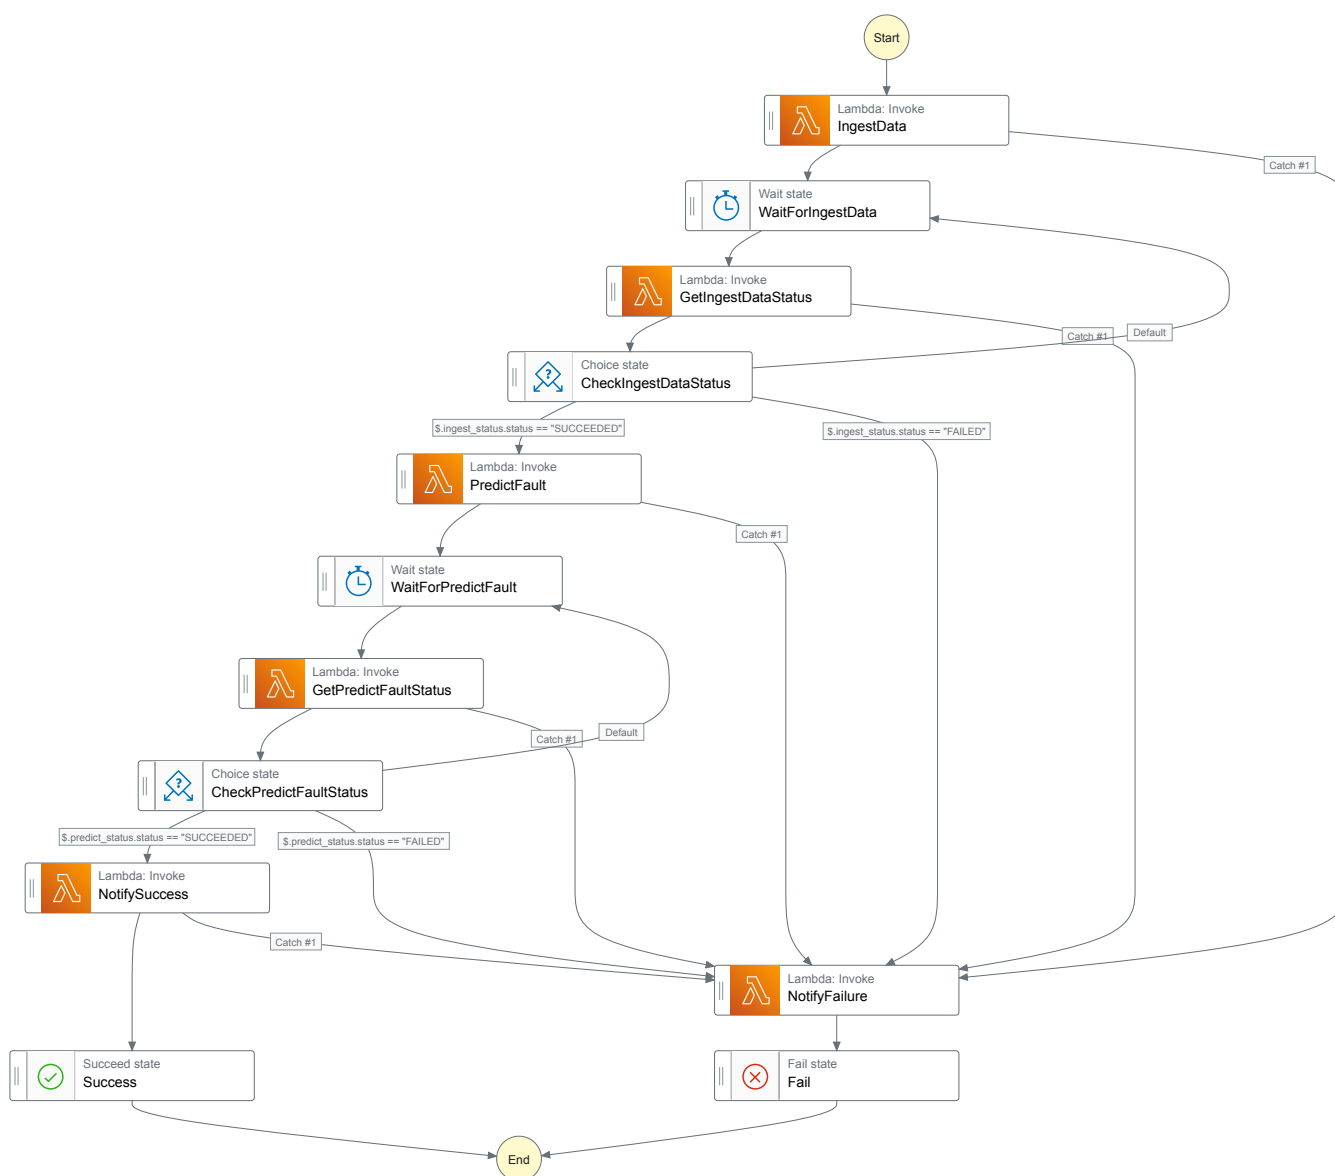 Start
Lambda: Invoke
IngestData
Catch #1
Wait state
WaitForIngestData
Lambda: Invoke
GetIngestDataStatus
Catch #1
Default
Choice state
CheckIngestDataStatus
$.ingest_status.status == "SUCCEEDED"
$.ingest_status.status == "FAILED"
Lambda: Invoke
PredictFault
Catch #1
Wait state
WaitForPredictFault
Lambda: Invoke
GetPredictFaultStatus
Catch #1
Default
Choice state
CheckPredictFaultStatus
$.predict_status.status == "SUCCEEDED"
$.predict_status.status == "FAILED"
Lambda: Invoke
NotifySuccess
Catch #1
Lambda: Invoke
NotifyFailure
Succeed state
Success
Fail state
Fail
End